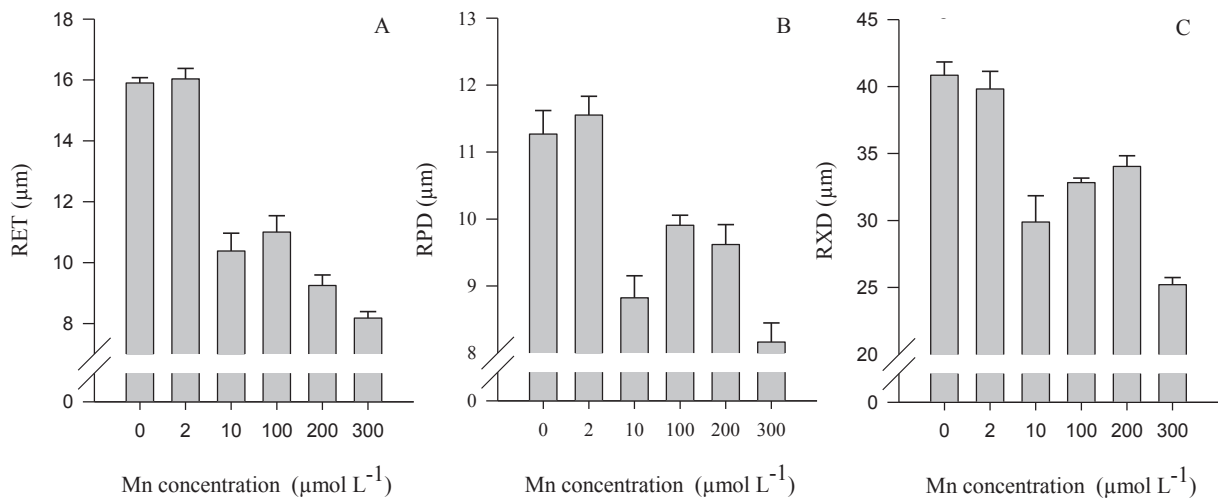 A
18
16
14
12
10
8
0
RET (µm)
0 2 10 100 200 300
Mn concentration (µmol L-1)
B
13
12
11
10
9
8
0
RPD (µm)
0 2 10 100 200 300
Mn concentration (µmol L-1)
C
45
40
35
30
25
20
0
RXD (µm)
0 2 10 100 200 300
Mn concentration (µmol L-1)